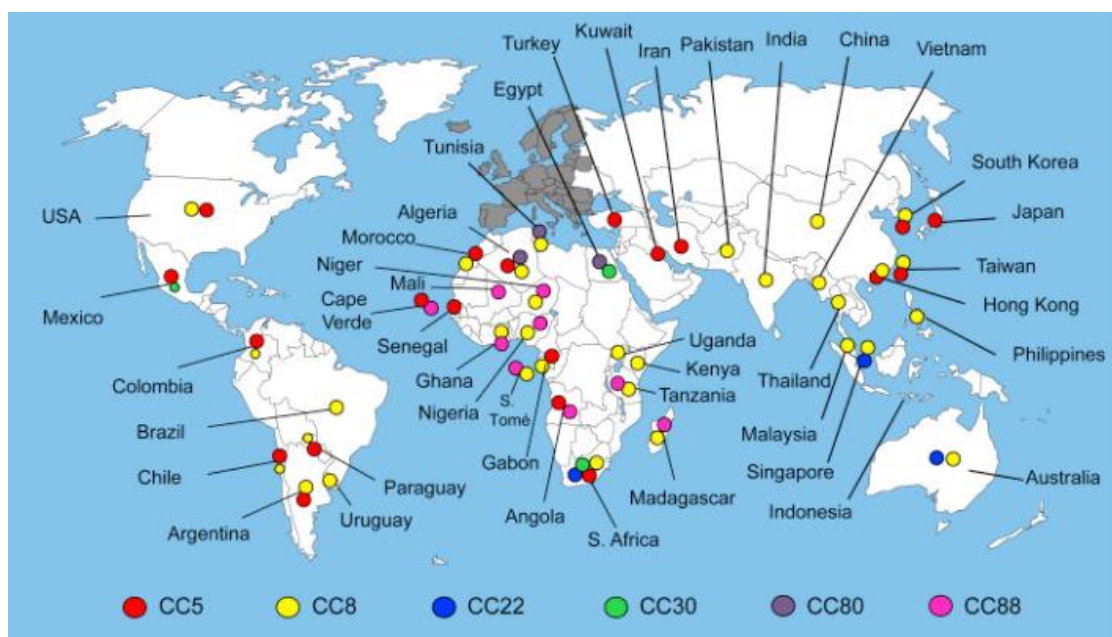 Turkey
Kuwait
Iran
Pakistan
India
China
Vietnam
Egypt
Tunisia
South Korea
USA
Algeria
Japan
Morocco
Niger
Mali
Taiwan
Cape
Verde
Hong Kong
Mexico
Senegal
Uganda
Philippines
Colombia
Ghana
Kenya
Thailand
Nigeria
S.
Tomé
Tanzania
Brazil
Malaysia
Chile
Gabon
Singapore
Paraguay
Madagascar
Australia
Argentina
Uruguay
Angola
Indonesia
S. Africa
CC5
CC8
CC22
CC30
CC80
CC88